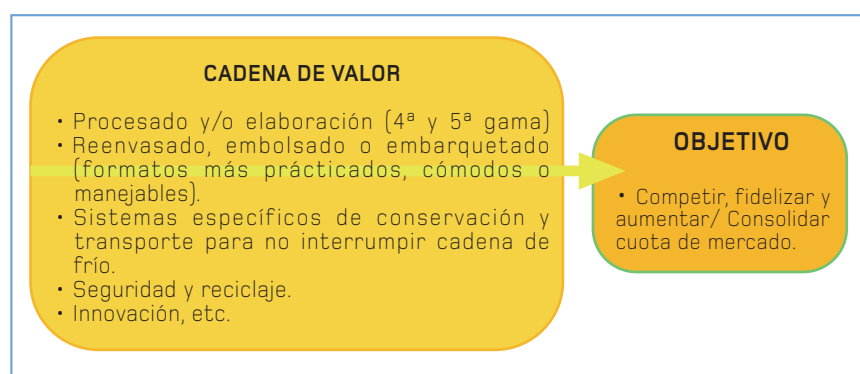 CADENA DE VALOR
• Procesado y/o elaboración (4ª y 5ª gama)
• Reenvasado, embolsado o embarquetado
(formatos más prácticados, cómodos o
manejables).
• Sistemas específicos de conservación y
transporte para no interrumpir cadena de
frío.
• Seguridad y reciclaje.
• Innovación, etc.
OBJETIVO
• Competir, fidelizar y
aumentar/ Consolidar
cuota de mercado.